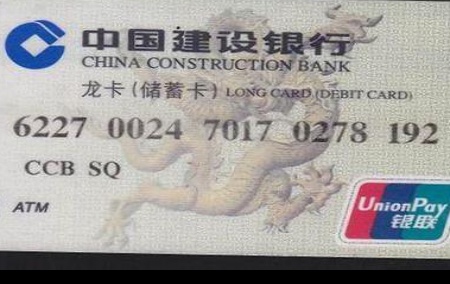 中国建设银行
CHINA CONSTRUCTION BANK
龙卡(储蓄卡) LONG CARD (DEBIT CARD)
6227 0024 7017 0278 192
CCB SQ
ATM
UnionPay
银联